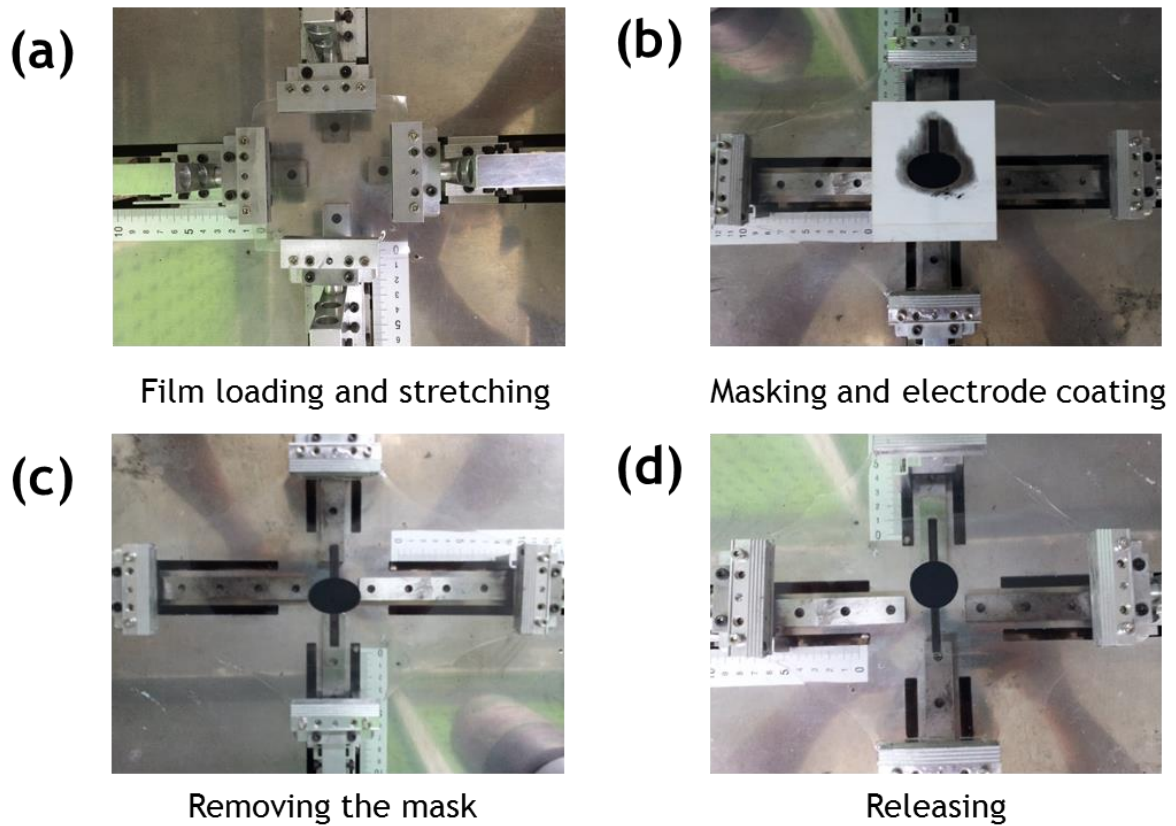 (a)
(b)
Film loading and stretching
Masking and electrode coating
(c)
(d)
Removing the mask
Releasing